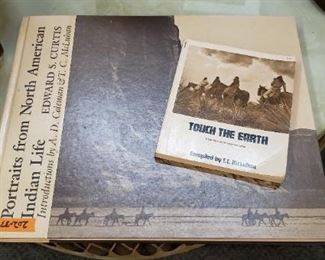 Portraits from North American
Indian Life
EDWARD S. CURTIS
Introductions by A. D. Coleman & T. C. McLuhan
TOUCH THE EARTH
Compiled by T.C. McLuhan